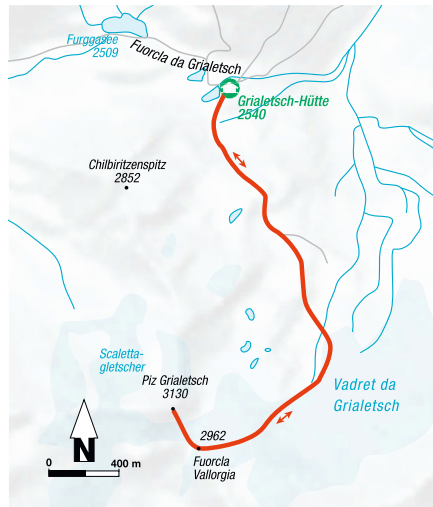 Furggasee
2509
Fuorcla da Grialetsch
Grialetsch-Hütte
2540
Chilbiritzenspitz
2852
Scaletta-
gletscher
Piz Grialetsch
3130
Vadret da
Grialetsch
2962
Fuorcla
Vallorgia
N
0 400 m